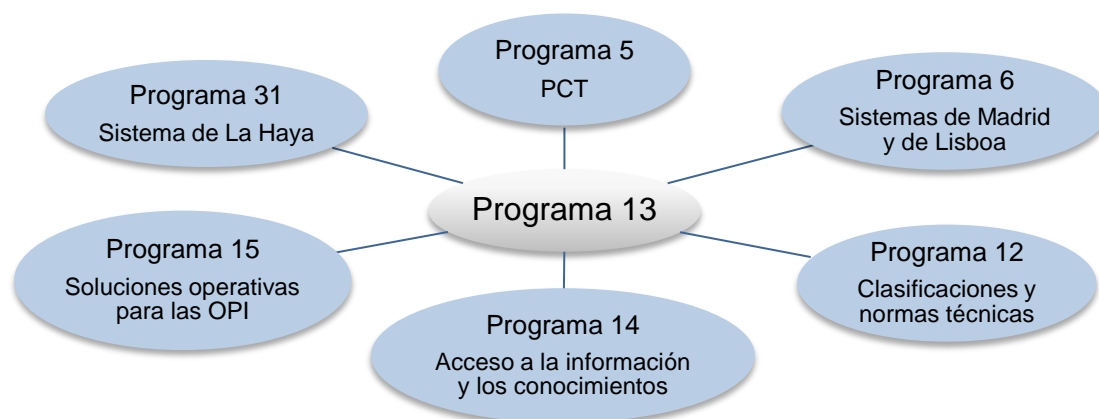 Programa 5
PCT
Programa 31
Sistema de La Haya
Programa 6
Sistemas de Madrid
y de Lisboa
Programa 13
Programa 15
Soluciones operativas
para las OPI
Programa 12
Clasificaciones y
normas técnicas
Programa 14
Acceso a la información
y los conocimientos